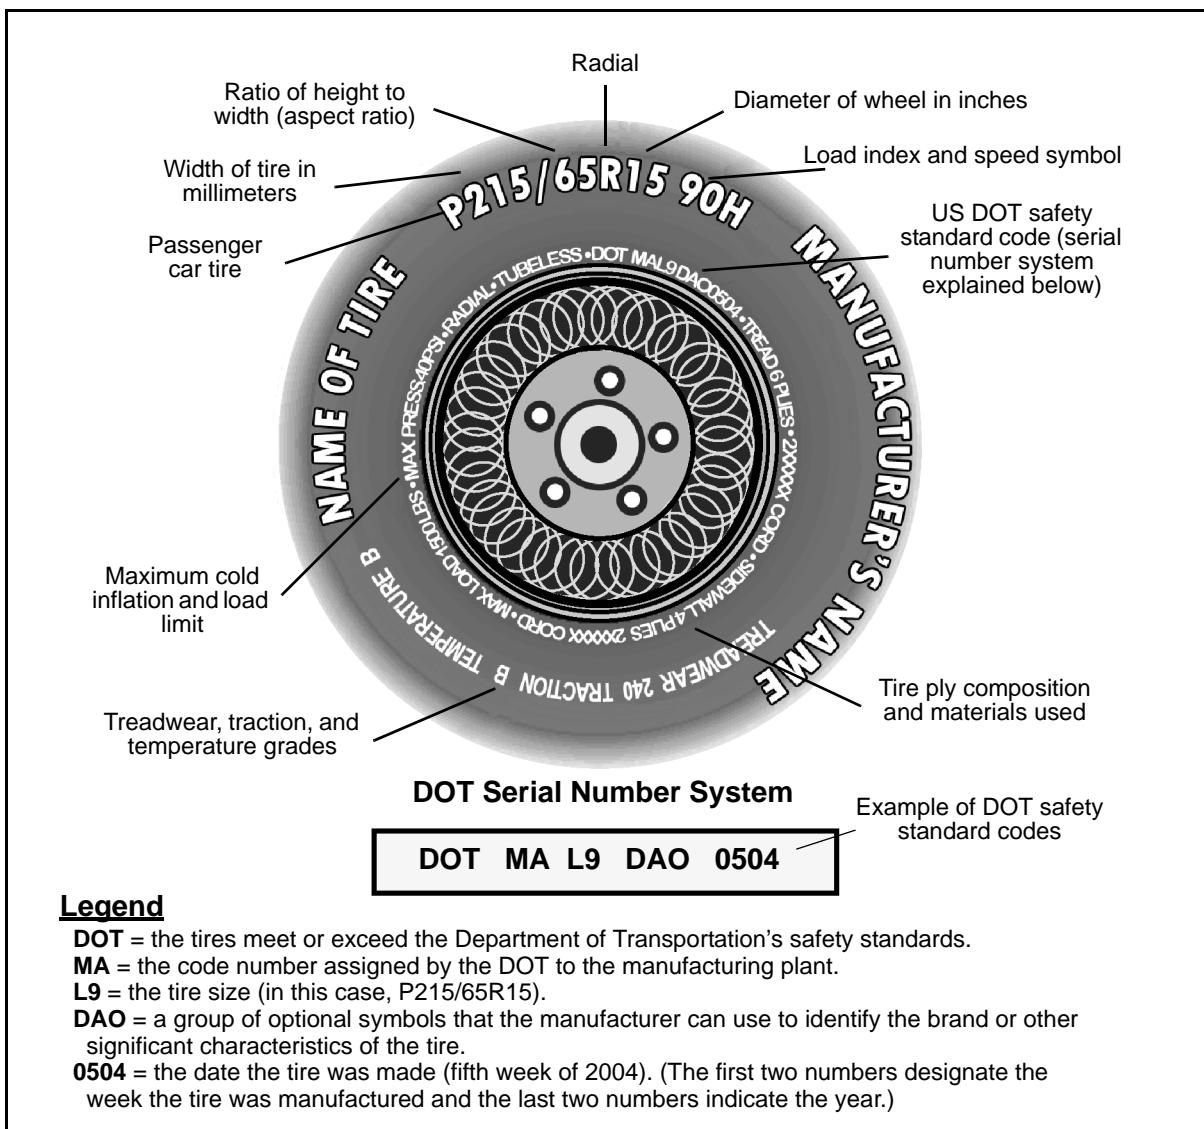 Radial
Ratio of height to
width (aspect ratio)
Diameter of wheel in inches
Width of tire in
millimeters
Load index and speed symbol
Passenger
car tire
US DOT safety
standard code (serial
number system
explained below)
P215/65R15 90H
NAME OF TIRE
MANUFACTURER'S NAME
MAX LOAD 1500 LBS • MAX PRESS 40PSI • RADIAL • TUBELESS • DOT MAL9DAO0504 • TREAD 6 PLIES • 2XXXXX CORD • SIDEWALL 4 PLIES 2XXXXX CORD •
TREADWEAR 240 TRACTION B TEMPERATURE B
Maximum cold
inflation and load
limit
Treadwear, traction, and
temperature grades
Tire ply composition
and materials used
DOT Serial Number System
Example of DOT safety
standard codes
DOT MA L9 DAO 0504
Legend
DOT = the tires meet or exceed the Department of Transportation's safety standards.
MA = the code number assigned by the DOT to the manufacturing plant.
L9 = the tire size (in this case, P215/65R15).
DAO = a group of optional symbols that the manufacturer can use to identify the brand or other
significant characteristics of the tire.
0504 = the date the tire was made (fifth week of 2004). (The first two numbers designate the
week the tire was manufactured and the last two numbers indicate the year.)